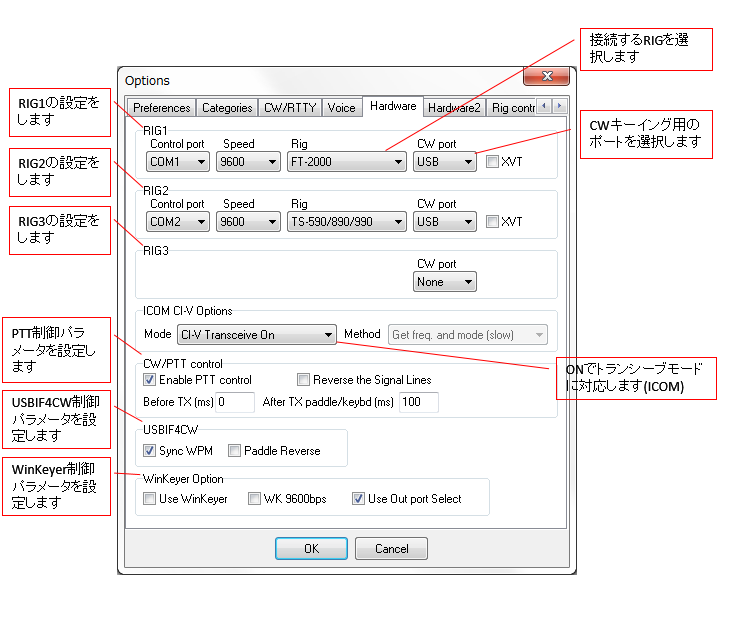 接続するRIGを選
択します
Options
Preferences Categories CW/RTTY Voice Hardware Hardware2 Rig contr
RIG1の設定を
します
RIG1
Control port Speed Rig CW port
COM1 9600 FT-2000 USB XVT
CWキーイング用の
ポートを選択します
RIG2の設定を
します
RIG2
Control port Speed Rig CW port
COM2 9600 TS-590/890/990 USB XVT
RIG3の設定を
します
RIG3
CW port
None
ICOM CI-V Options
Mode CI-V Transceive On Method Get freq. and mode (slow)
PTT制御パラ
メータを設定し
ます
CW/PTT control
Enable PTT control Reverse the Signal Lines
Before TX (ms) 0 After TX paddle/keybd (ms) 100
ONでトランシーブモード
に対応します(ICOM)
USBIF4CW制御
パラメータを設
定します
USBIF4CW
Sync WPM Paddle Reverse
WinKeyer制御
パラメータを設
定します
WinKeyer Option
Use WinKeyer WK 9600bps Use Out port Select
OK Cancel